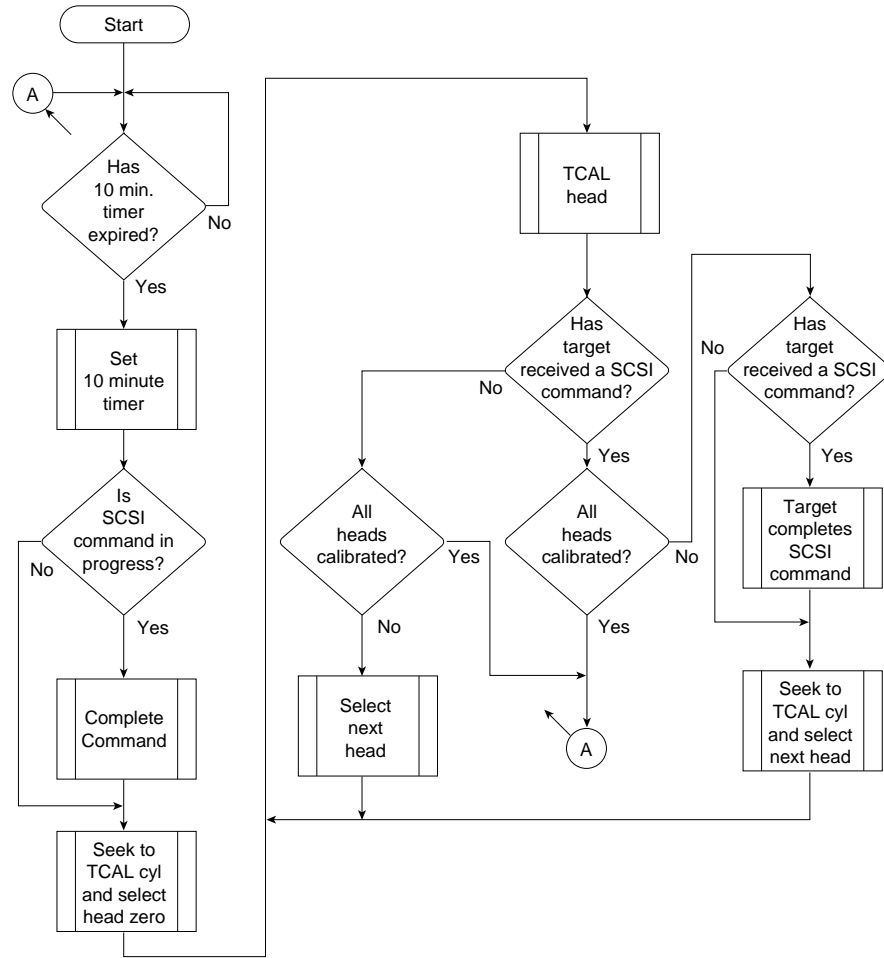 Start
A
Has
10 min.
timer
expired?
No
Yes
Set
10 minute
timer
Is
SCSI
command in
progress?
No
Yes
Complete
Command
Seek to
TCAL cyl
and select
head zero
TCAL
head
Has
target
received a SCSI
command?
No
Yes
All
heads
calibrated?
Yes
No
Select
next
head
All
heads
calibrated?
No
Yes
A
Has
target
received a SCSI
command?
No
Yes
Target
completes
SCSI
command
Seek to
TCAL cyl
and select
next head